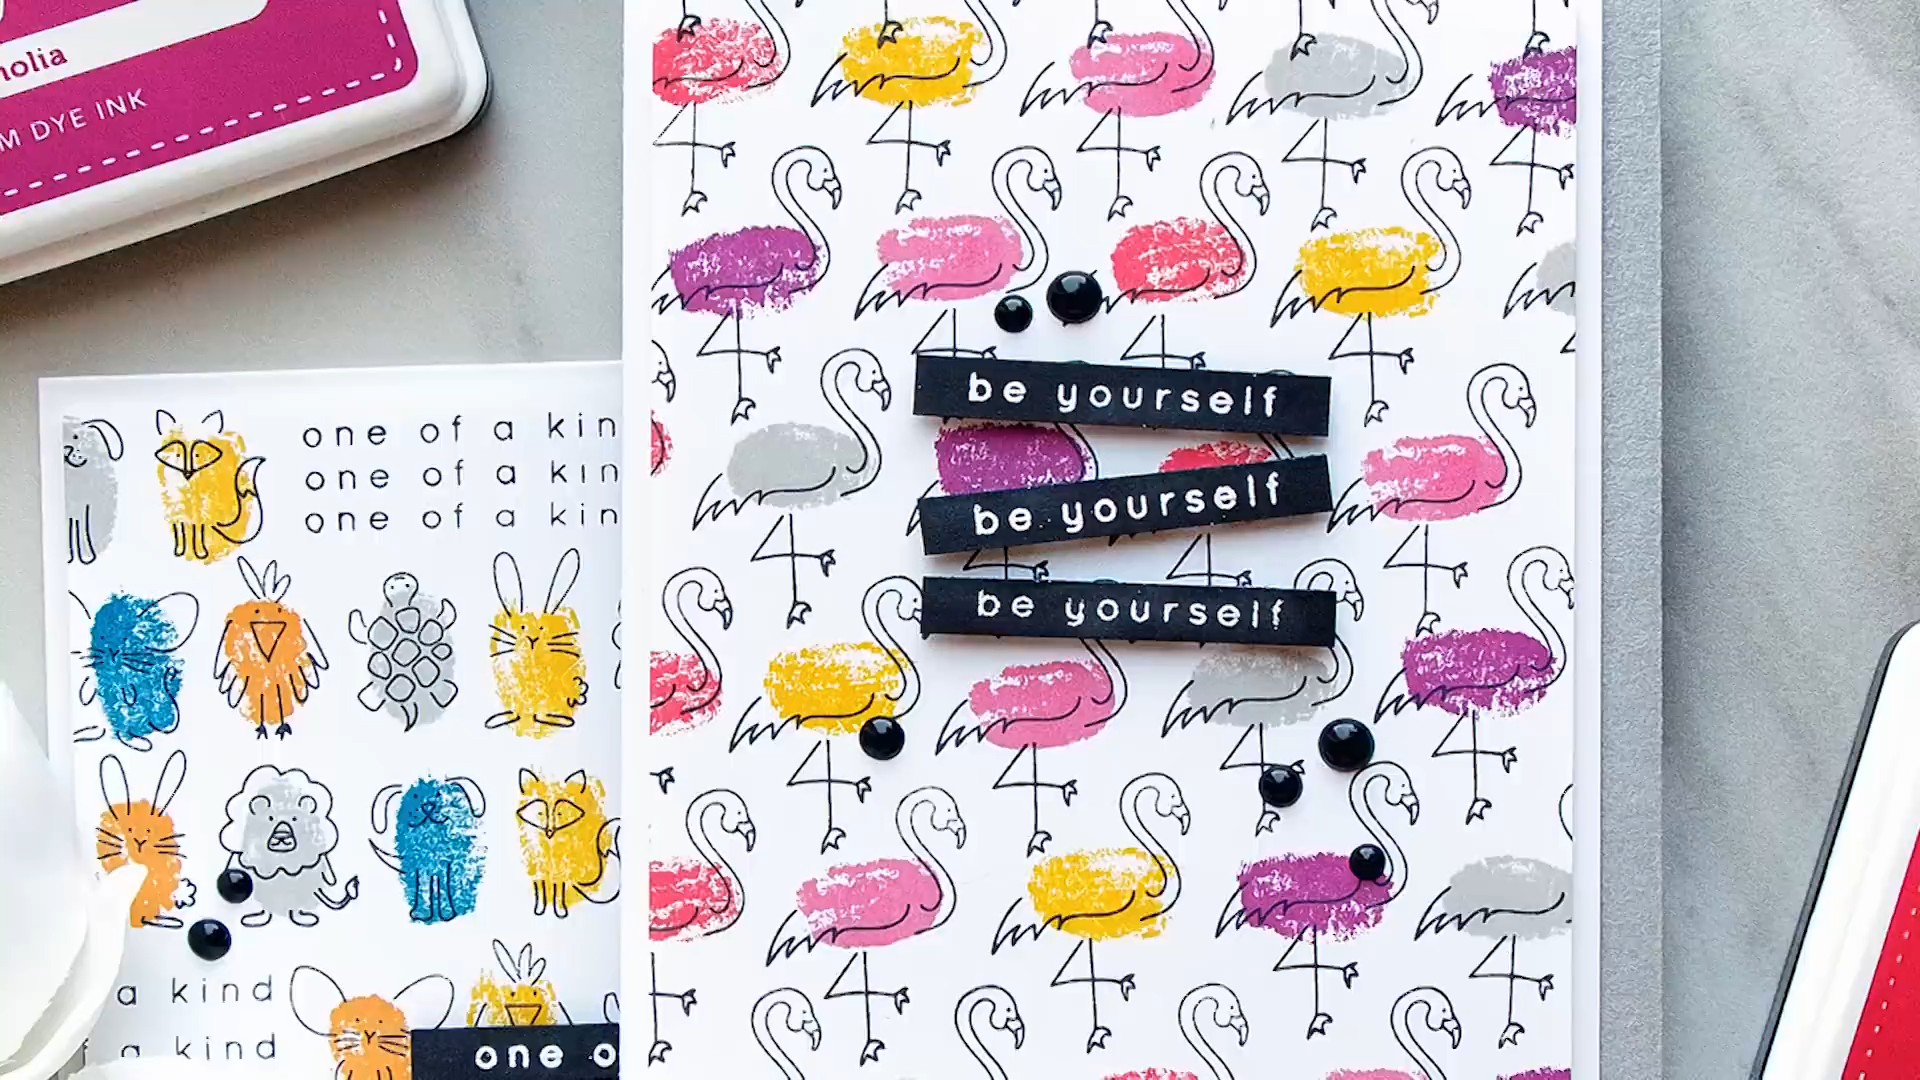 nolia
M DYE INK
be yourself
be yourself
be yourself
one of a kin
one of a kin
one of a kin
a kind
f a kind
one o